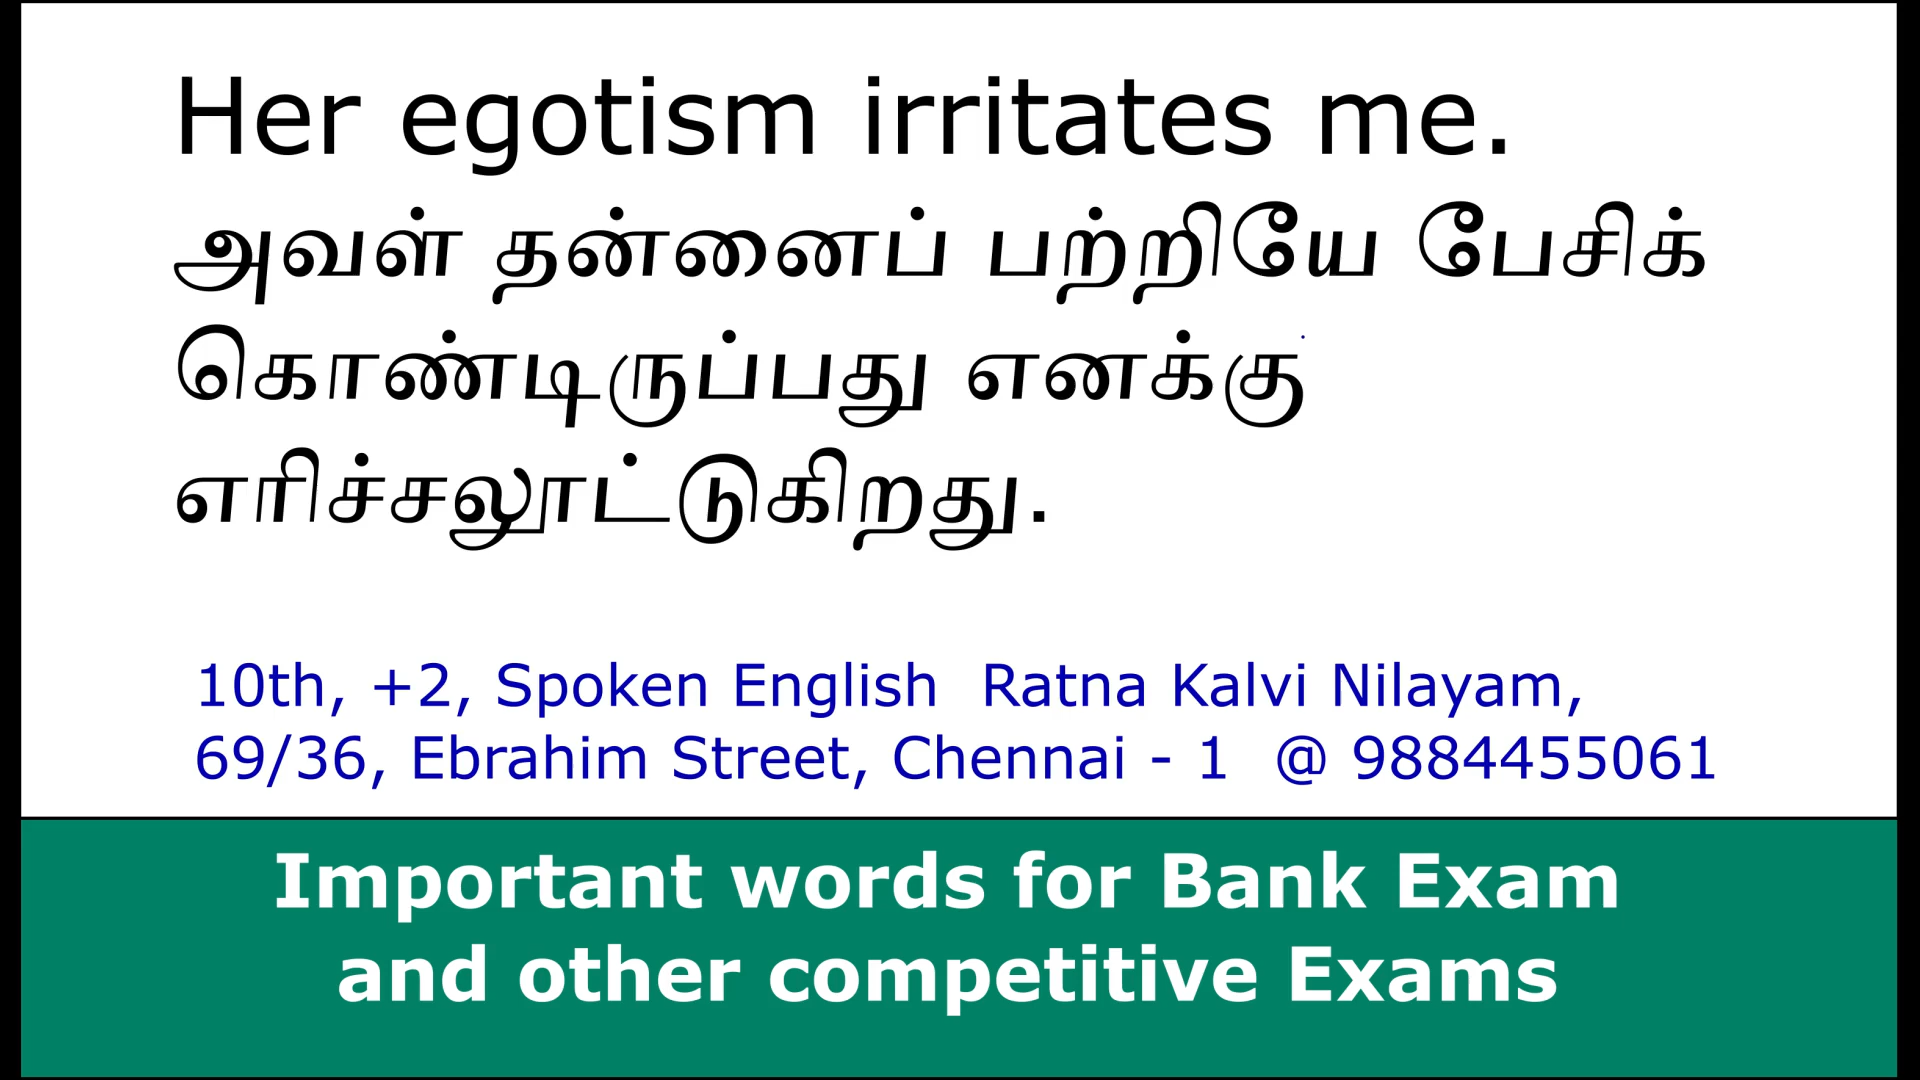 Her egotism irritates me.
அவள் தன்னைப் பற்றியே பேசிக்
கொண்டிருப்பது எனக்கு
எரிச்சலூட்டுகிறது.
10th, +2, Spoken English  Ratna Kalvi Nilayam,
69/36, Ebrahim Street, Chennai - 1  @ 9884455061
Important words for Bank Exam
and other competitive Exams